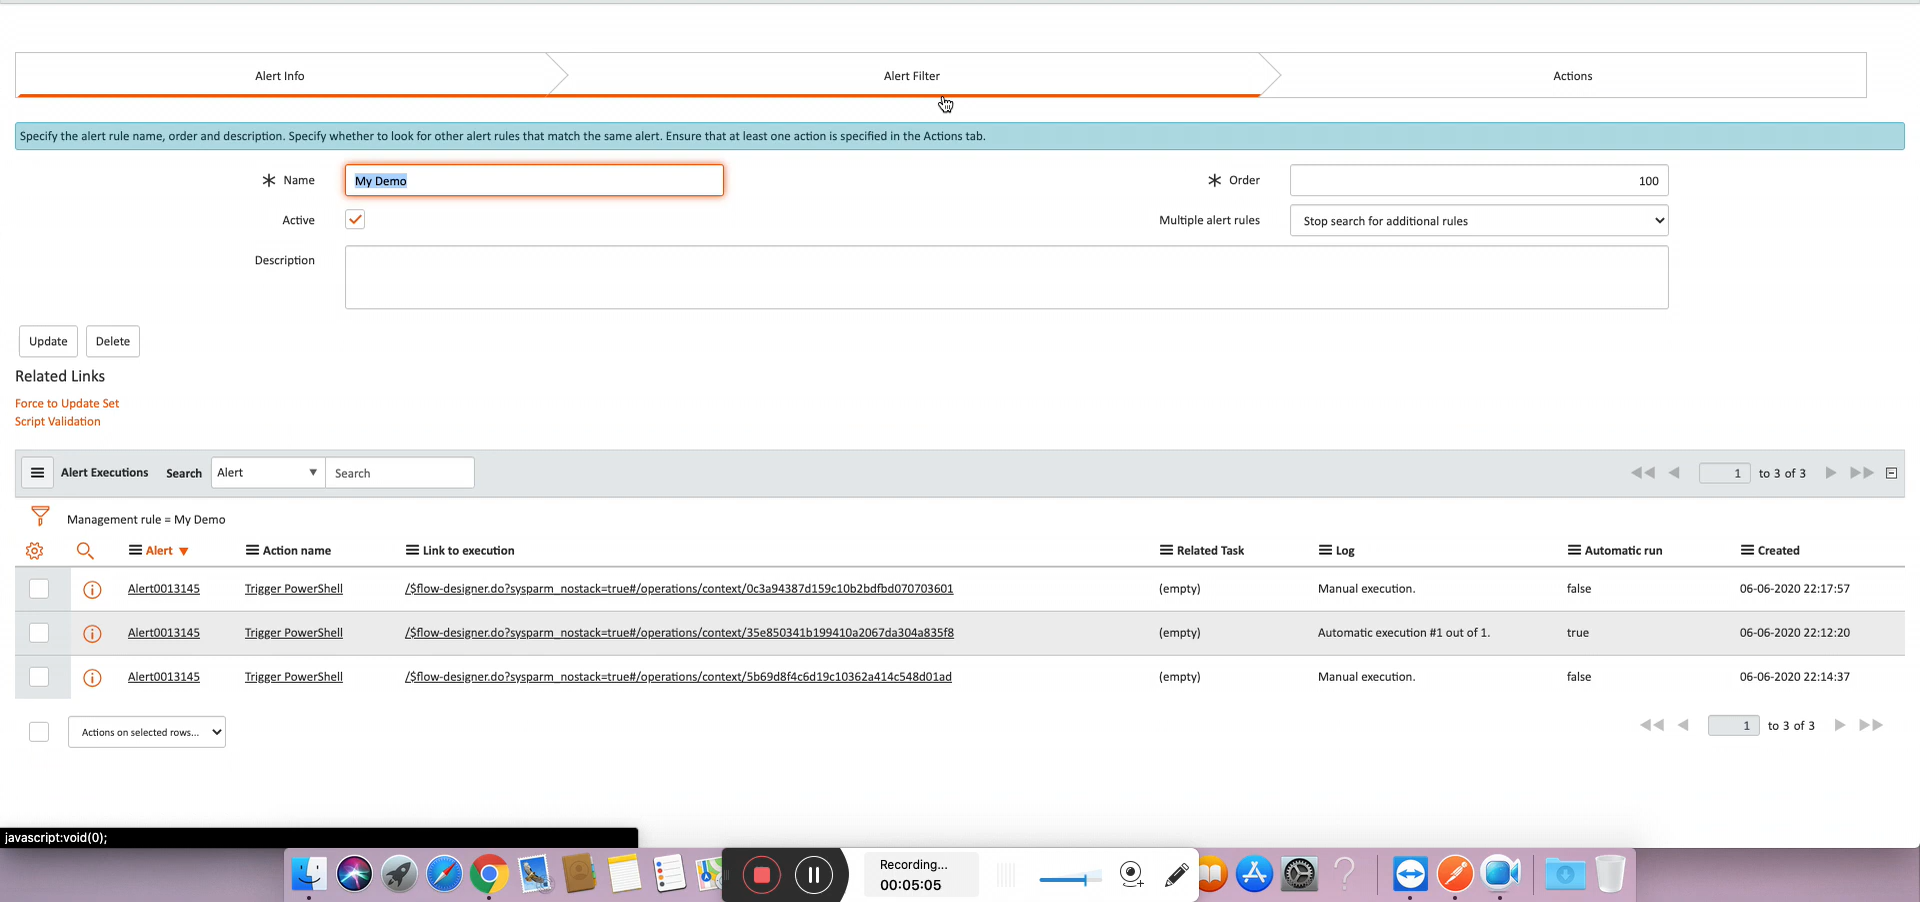 Alert Info Alert Filter Actions
Specify the alert rule name, order and description. Specify whether to look for other alert rules that match the same alert. Ensure that at least one action is specified in the Actions tab.
Name My Demo Order 100
Active Multiple alert rules Stop search for additional rules
Description
Update Delete
Related Links
Force to Update Set
Script Validation
Alert Executions Search Alert Search 1 to 3 of 3
Management rule = My Demo
Alert Action name Link to execution Related Task Log Automatic run Created
Alert0013145 Trigger PowerShell /$flow-designer.do?sysparm_nostack=true#/operations/context/0c3a94387d159c10b2bdfbd070703601 (empty) Manual execution. false 06-06-2020 22:17:57
Alert0013145 Trigger PowerShell /$flow-designer.do?sysparm_nostack=true#/operations/context/35e850341b199410a2067da304a835f8 (empty) Automatic execution #1 out of 1. true 06-06-2020 22:12:20
Alert0013145 Trigger PowerShell /$flow-designer.do?sysparm_nostack=true#/operations/context/5b69d8f4c6d19c10362a414c548d01ad (empty) Manual execution. false 06-06-2020 22:14:37
Actions on selected rows... 1 to 3 of 3
javascript:void(0);
Recording...
00:05:05